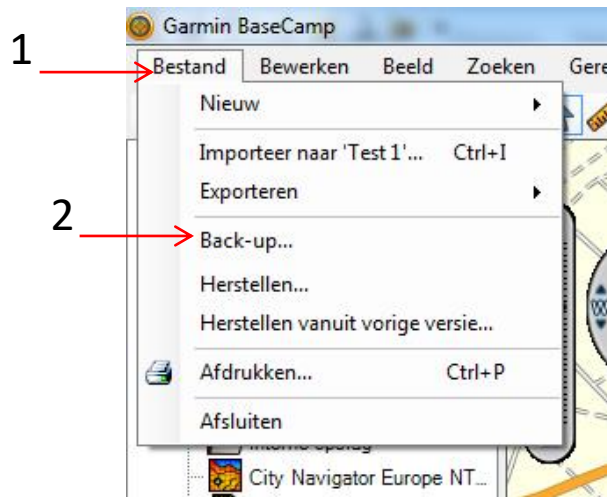 Garmin BaseCamp
1
Bestand Bewerken Beeld Zoeken Gere
Nieuw
Importeer naar 'Test 1'... Ctrl+I
Exporteren
2
Back-up...
Herstellen...
Herstellen vanuit vorige versie...
Afdrukken... Ctrl+P
Afsluiten
City Navigator Europe NT...